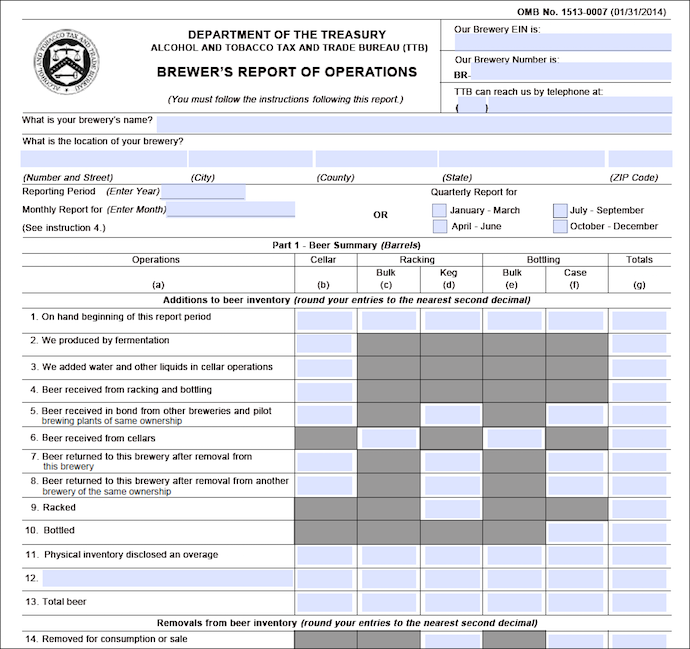 OMB No. 1513-0007 (01/31/2014)
DEPARTMENT OF THE TREASURY
ALCOHOL AND TOBACCO TAX AND TRADE BUREAU (TTB)
BREWER'S REPORT OF OPERATIONS
(You must follow the instructions following this report.)
Our Brewery EIN is:
Our Brewery Number is:
BR-
TTB can reach us by telephone at:
( )
What is your brewery's name?
What is the location of your brewery?
(Number and Street) (City) (County) (State) (ZIP Code)
Reporting Period (Enter Year)
Monthly Report for (Enter Month)
(See instruction 4.)
OR
Quarterly Report for
January - March July - September
April - June October - December
Part 1 - Beer Summary (Barrels)
Operations Cellar Racking Bottling Totals
Bulk Keg Bulk Case
(a) (b) (c) (d) (e) (f) (g)
Additions to beer inventory (round your entries to the nearest second decimal)
1. On hand beginning of this report period
2. We produced by fermentation
3. We added water and other liquids in cellar operations
4. Beer received from racking and bottling
5. Beer received in bond from other breweries and pilot
brewing plants of same ownership
6. Beer received from cellars
7. Beer returned to this brewery after removal from
this brewery
8. Beer returned to this brewery after removal from another
brewery of the same ownership
9. Racked
10. Bottled
11. Physical inventory disclosed an overage
12.
13. Total beer
Removals from beer inventory (round your entries to the nearest second decimal)
14. Removed for consumption or sale